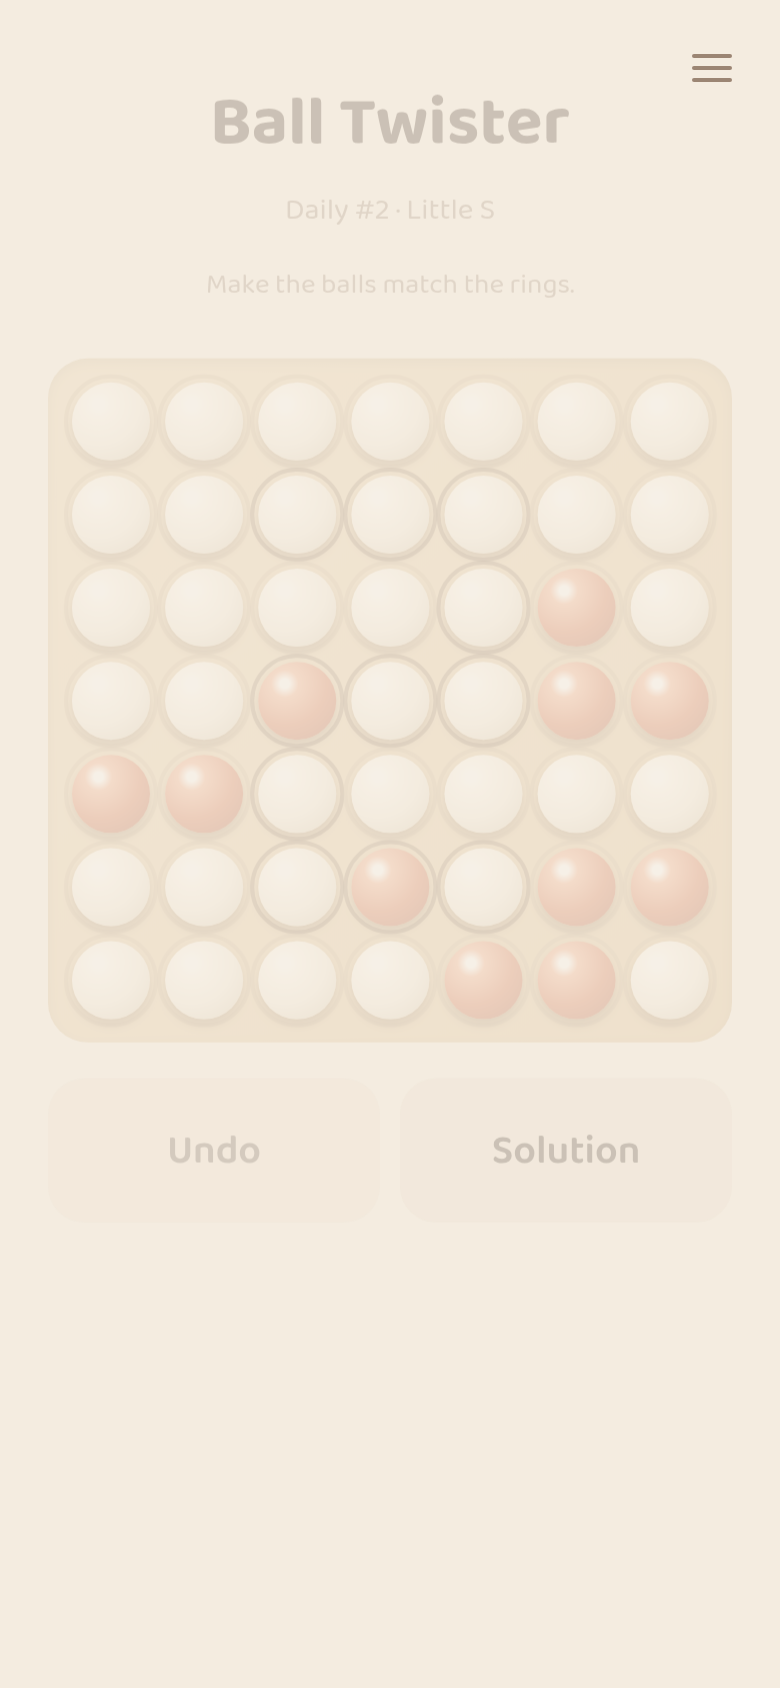 Ball Twister
Daily #2 · Little S
Make the balls match the rings.
Undo
Solution